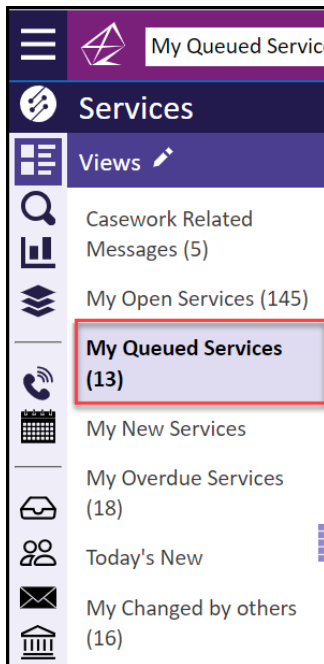 My Queued Servic
Services
Views
Casework Related
Messages (5)
My Open Services (145)
My Queued Services
(13)
My New Services
My Overdue Services
(18)
Today's New
My Changed by others
(16)